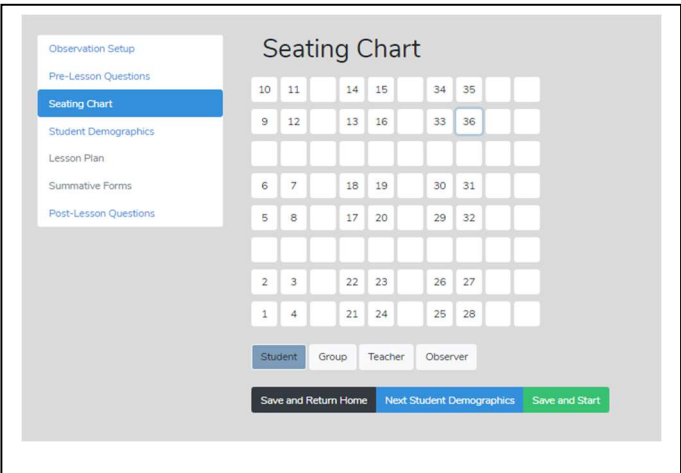 Observation Setup
Pre-Lesson Questions
Seating Chart
Student Demographics
Lesson Plan
Summative Forms
Post-Lesson Questions
Seating Chart
10 11 14 15 34 35
9 12 13 16 33 36
6 7 18 19 30 31
5 8 17 20 29 32
2 3 22 23 26 27
1 4 21 24 25 28
Student Group Teacher Observer
Save and Return Home Next Student Demographics Save and Start